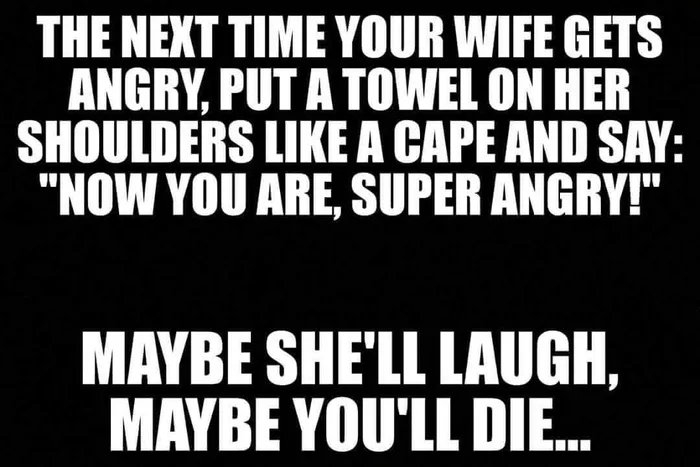 THE NEXT TIME YOUR WIFE GETS
ANGRY, PUT A TOWEL ON HER
SHOULDERS LIKE A CAPE AND SAY:
"NOW YOU ARE, SUPER ANGRY!"
MAYBE SHE'LL LAUGH,
MAYBE YOU'LL DIE...